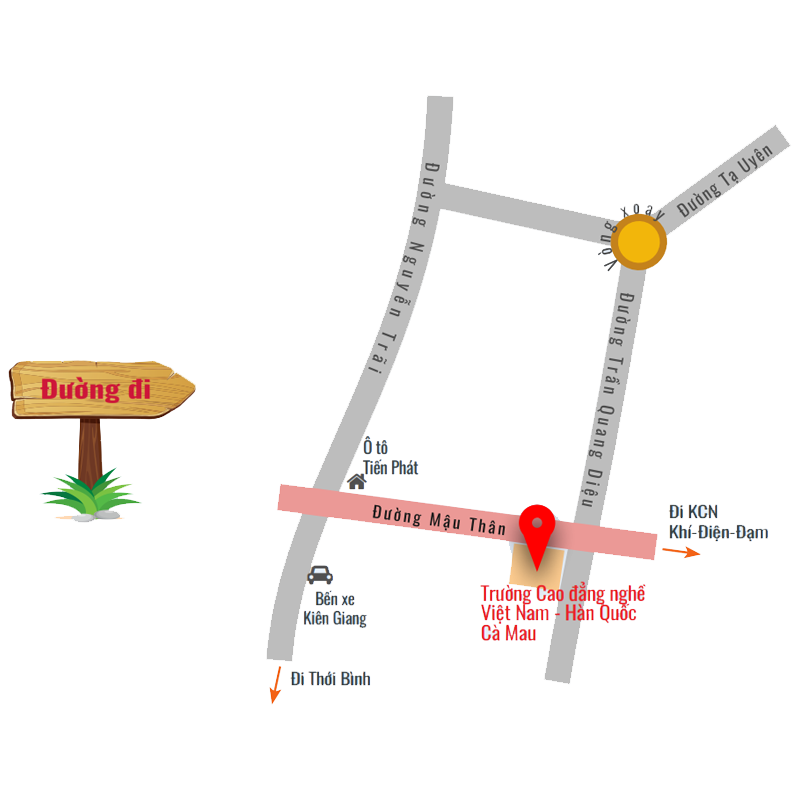 Đường Tạ Uyên
Vòng xoay
Đường Nguyễn Trãi
Đường Trần Quang Diệu
Đường đi
Ô tô
Tiến Phát
Đường Mậu Thân
Đi KCN
Khí-Điện-Đạm
Bến xe
Kiên Giang
Trường Cao đẳng nghề
Việt Nam - Hàn Quốc
Cà Mau
Đi Thới Bình